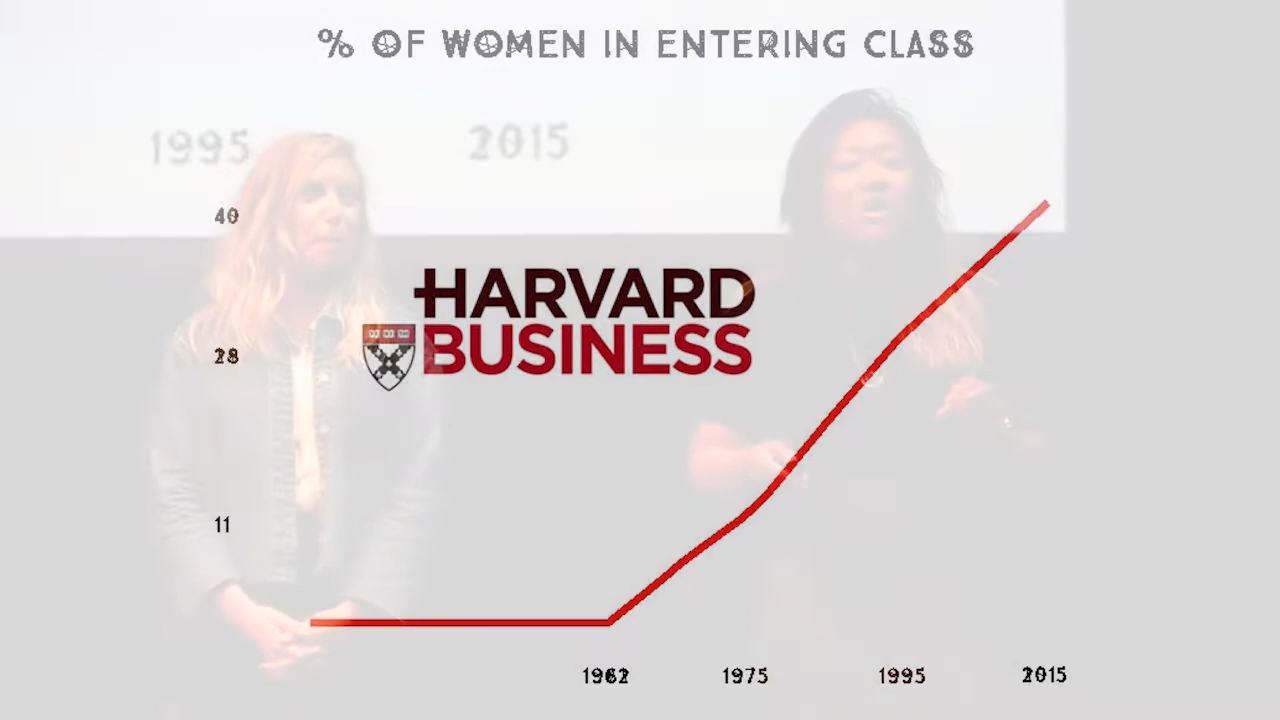 % OF WOMEN IN ENTERING CLASS
1995 2015
40
HARVARD
BUSINESS
28
11
1962 1975 1995 2015